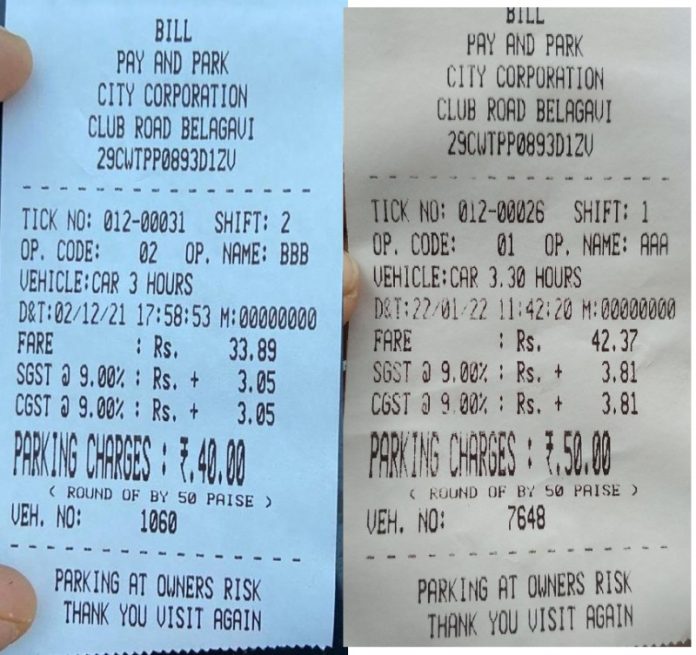 BILL
PAY AND PARK
CITY CORPORATION
CLUB ROAD BELAGAVI
29CWTPP0893D1ZV
TICK NO: 012-00031 SHIFT: 2
OP. CODE: 02 OP. NAME: BBB
VEHICLE:CAR 3 HOURS
D&T:02/12/21 17:58:53 M:00000000
FARE : Rs. 33.89
SGST @ 9.00% : Rs. + 3.05
CGST @ 9.00% : Rs. + 3.05
PARKING CHARGES : ₹.40.00
( ROUND OF BY 50 PAISE )
VEH. NO: 1060
PARKING AT OWNERS RISK
THANK YOU VISIT AGAIN
BILL
PAY AND PARK
CITY CORPORATION
CLUB ROAD BELAGAVI
29CWTPP0893D1ZV
TICK NO: 012-00026 SHIFT: 1
OP. CODE: 01 OP. NAME: AAA
VEHICLE:CAR 3.30 HOURS
D&T:22/01/22 11:42:20 M:00000000
FARE : Rs. 42.37
SGST @ 9.00% : Rs. + 3.81
CGST @ 9.00% : Rs. + 3.81
PARKING CHARGES : ₹.50.00
( ROUND OF BY 50 PAISE )
VEH. NO: 7648
PARKING AT OWNERS RISK
THANK YOU VISIT AGAIN